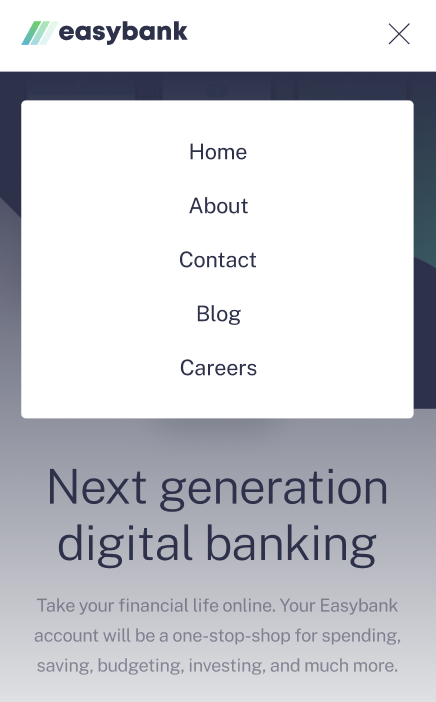 easybank
Home
About
Contact
Blog
Careers
Next generation
digital banking
Take your financial life online. Your Easybank
account will be a one-stop-shop for spending,
saving, budgeting, investing, and much more.